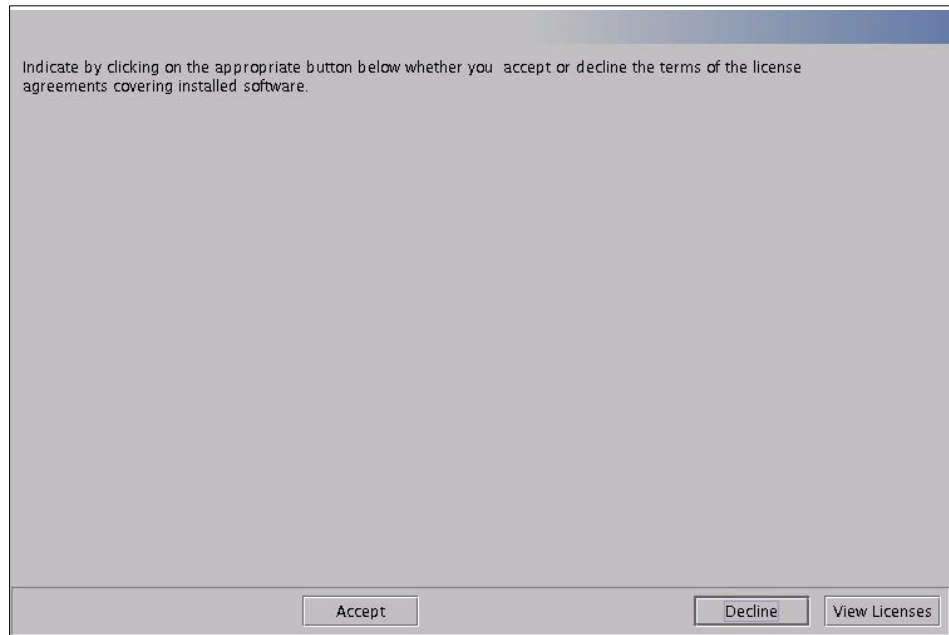 Indicate by clicking on the appropriate button below whether you  accept or decline the terms of the license
agreements covering installed software.
Accept
Decline
View Licenses